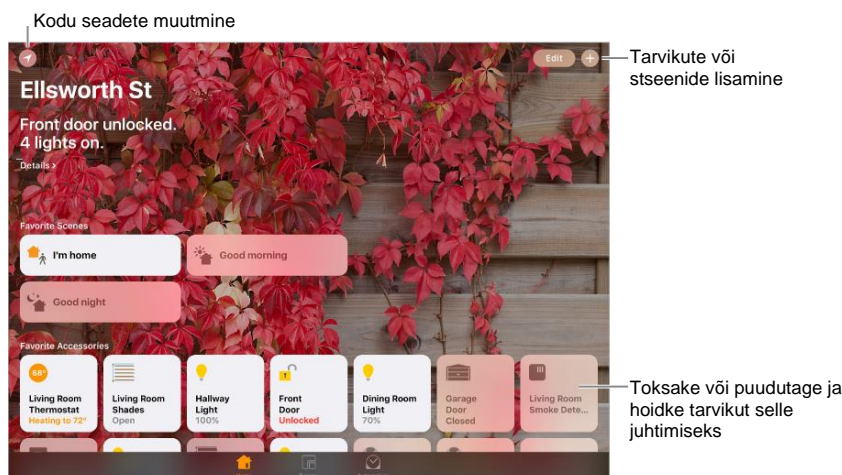 Kodu seadete muutmine
Edit
Tarvikute või
stseenide lisamine
Ellsworth St
Front door unlocked.
4 lights on.
Details >
Favorite Scenes
I'm home
Good morning
Good night
Favorite Accessories
68°
Living Room
Thermostat
Heating to 72°
Living Room
Shades
Open
Hallway
Light
100%
Front
Door
Unlocked
Dining Room
Light
70%
Garage
Door
Closed
Living Room
Smoke Dete...
Toksake või puudutage ja
hoidke tarvikut selle
juhtimiseks